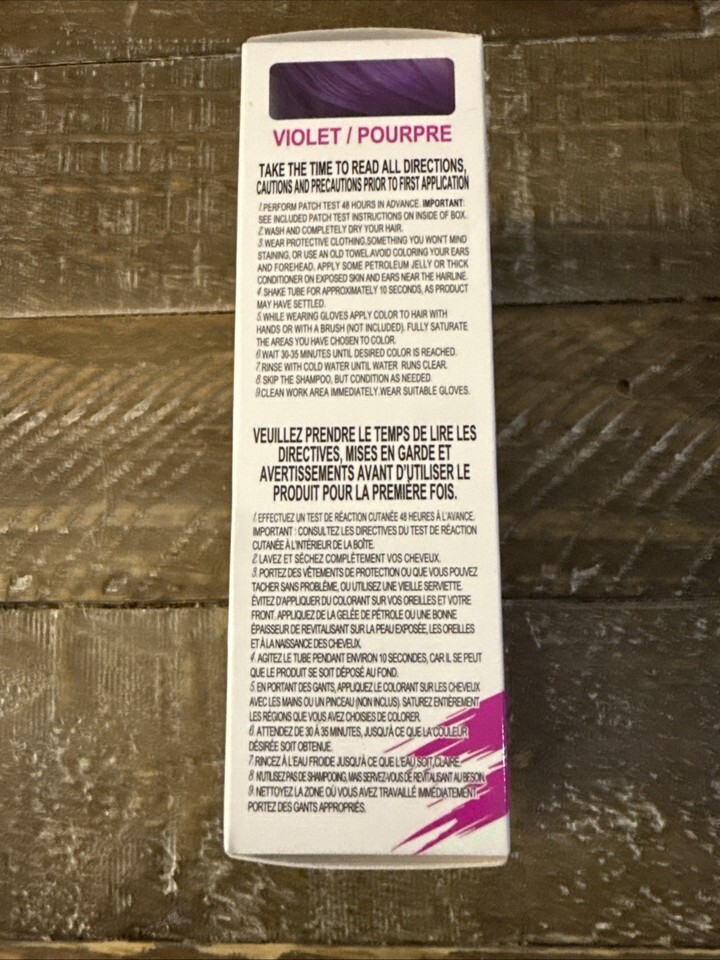 VIOLET / POURPRE
TAKE THE TIME TO READ ALL DIRECTIONS,
CAUTIONS AND PRECAUTIONS PRIOR TO FIRST APPLICATION
1.PERFORM PATCH TEST 48 HOURS IN ADVANCE. IMPORTANT:
SEE INCLUDED PATCH TEST INSTRUCTIONS ON INSIDE OF BOX.
2.WASH AND COMPLETELY DRY YOUR HAIR.
3.WEAR PROTECTIVE CLOTHING,SOMETHING YOU WON'T MIND
STAINING, OR USE AN OLD TOWEL.AVOID COLORING YOUR EARS
AND FOREHEAD. APPLY SOME PETROLEUM JELLY OR THICK
CONDITIONER ON EXPOSED SKIN AND EARS NEAR THE HAIRLINE.
4.SHAKE TUBE FOR APPROXIMATELY 10 SECONDS, AS PRODUCT
MAY HAVE SETTLED.
5.WHILE WEARING GLOVES APPLY COLOR TO HAIR WITH
HANDS OR WITH A BRUSH (NOT INCLUDED). FULLY SATURATE
THE AREAS YOU HAVE CHOSEN TO COLOR.
6.WAIT 30-35 MINUTES UNTIL DESIRED COLOR IS REACHED.
7.RINSE WITH COLD WATER UNTIL WATER RUNS CLEAR.
8. SKIP THE SHAMPOO, BUT CONDITION AS NEEDED.
9.CLEAN WORK AREA IMMEDIATELY.WEAR SUITABLE GLOVES.
VEUILLEZ PRENDRE LE TEMPS DE LIRE LES
DIRECTIVES, MISES EN GARDE ET
AVERTISSEMENTS AVANT D'UTILISER LE
PRODUIT POUR LA PREMIÈRE FOIS.
1. EFFECTUEZ UN TEST DE RÉACTION CUTANÉE 48 HEURES À L'AVANCE.
IMPORTANT : CONSULTEZ LES DIRECTIVES DU TEST DE RÉACTION
CUTANÉE À L'INTÉRIEUR DE LA BOÎTE.
2. LAVEZ ET SÉCHEZ COMPLÈTEMENT VOS CHEVEUX.
3. PORTEZ DES VÊTEMENTS DE PROTECTION OU QUE VOUS POUVEZ
TACHER SANS PROBLÈME, OU UTILISEZ UNE VIEILLE SERVIETTE.
ÉVITEZ D'APPLIQUER DU COLORANT SUR VOS OREILLES ET VOTRE
FRONT. APPLIQUEZ DE LA GELÉE DE PÉTROLE OU UNE BONNE
ÉPAISSEUR DE REVITALISANT SUR LA PEAU EXPOSÉE, LES OREILLES
ET À LA NAISSANCE DES CHEVEUX.
4. AGITEZ LE TUBE PENDANT ENVIRON 10 SECONDES, CAR IL SE PEUT
QUE LE PRODUIT SE SOIT DÉPOSÉ AU FOND.
5. EN PORTANT DES GANTS, APPLIQUEZ LE COLORANT SUR LES CHEVEUX
AVEC LES MAINS OU UN PINCEAU (NON INCLUS). SATUREZ ENTIÈREMENT
LES RÉGIONS QUE VOUS AVEZ CHOISES DE COLORER.
6. ATTENDEZ DE 30 À 35 MINUTES, JUSQU'À CE QUE LA COULEUR
DÉSIRÉE SOIT OBTENUE.
7. RINCEZ À L'EAU FROIDE JUSQU'À CE QUE L'EAU SOIT CLAIRE.
8. N'UTILISEZ PAS DE SHAMPOOING, MAIS SERVEZ-VOUS DE REVITALISANT AU BESOIN.
9. NETTOYEZ LA ZONE OÙ VOUS AVEZ TRAVAILLÉ IMMÉDIATEMENT.
PORTEZ DES GANTS APPROPRIÉS.